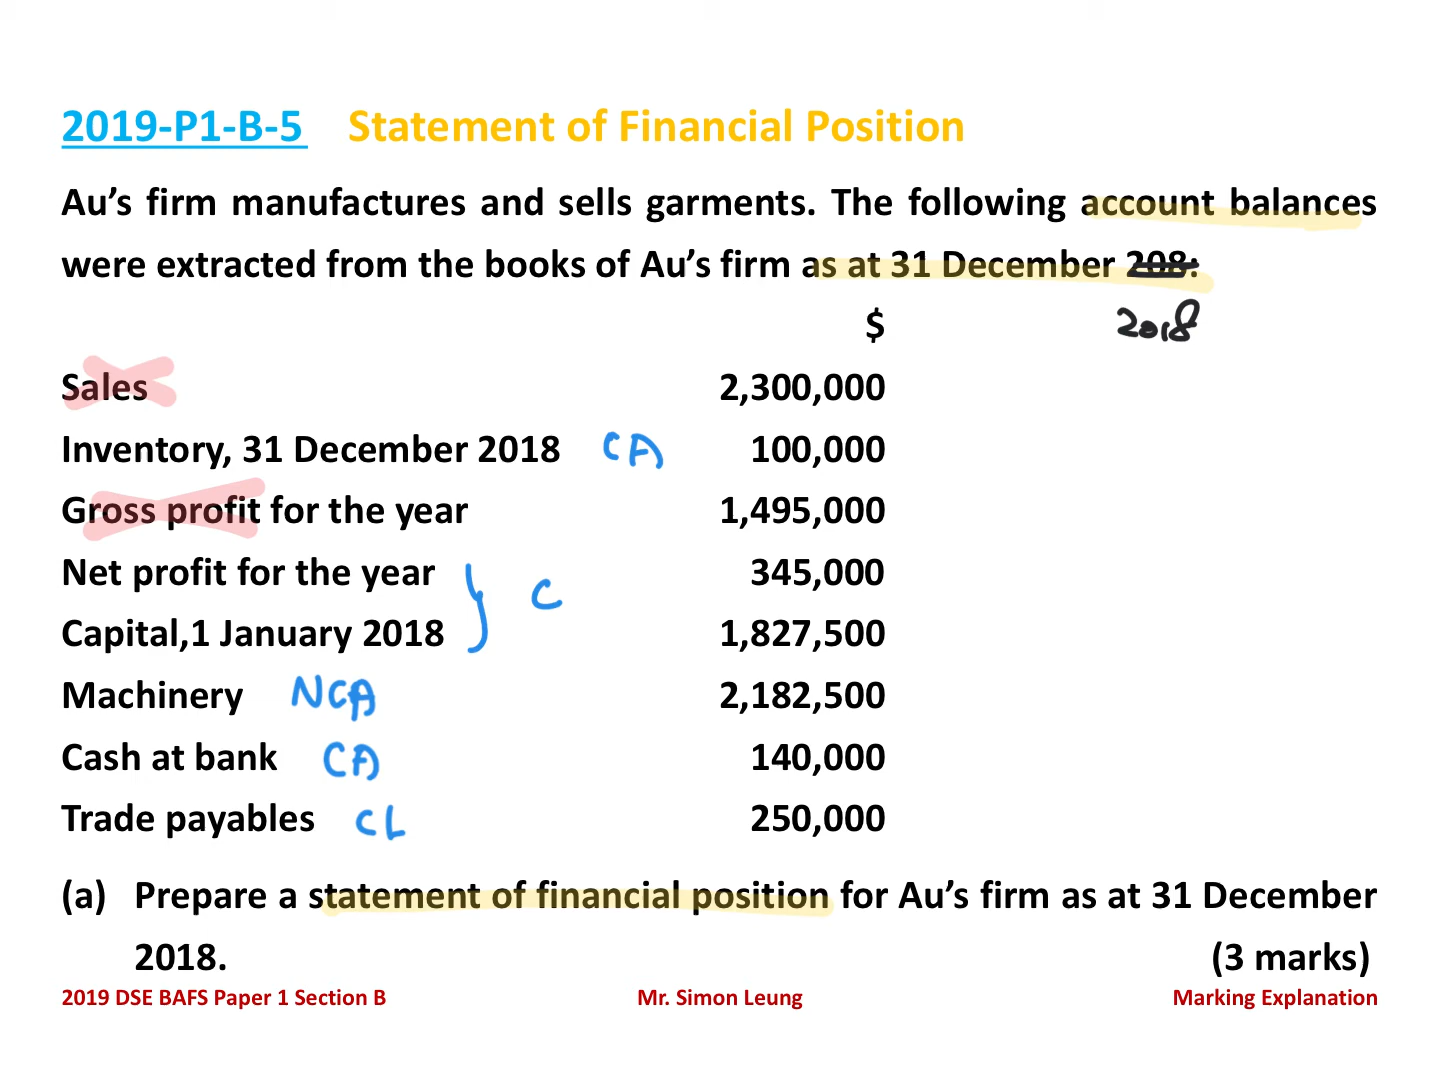 2019-P1-B-5 Statement of Financial Position
Au's firm manufactures and sells garments. The following account balances
were extracted from the books of Au's firm as at 31 December 208:
$ 2018
Sales 2,300,000
Inventory, 31 December 2018 CA 100,000
Gross profit for the year 1,495,000
Net profit for the year 345,000
C
Capital,1 January 2018 1,827,500
Machinery NCA 2,182,500
Cash at bank CA 140,000
Trade payables CL 250,000
(a) Prepare a statement of financial position for Au's firm as at 31 December
2018. (3 marks)
2019 DSE BAFS Paper 1 Section B Mr. Simon Leung Marking Explanation